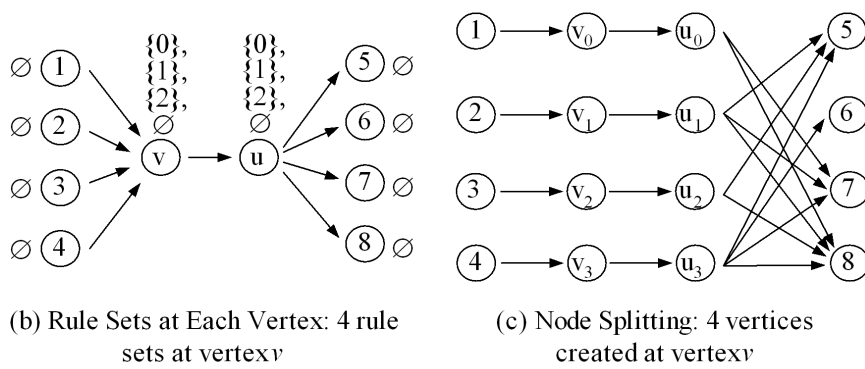 {0},
{1},
{2},
∅
{0},
{1},
{2},
∅
∅ 1
∅ 2
∅ 3
∅ 4
v
u
5 ∅
6 ∅
7 ∅
8 ∅
(b) Rule Sets at Each Vertex: 4 rule
sets at vertex v
1 v0 u0 5
2 v1 u1 6
3 v2 u2 7
4 v3 u3 8
(c) Node Splitting: 4 vertices
created at vertex v